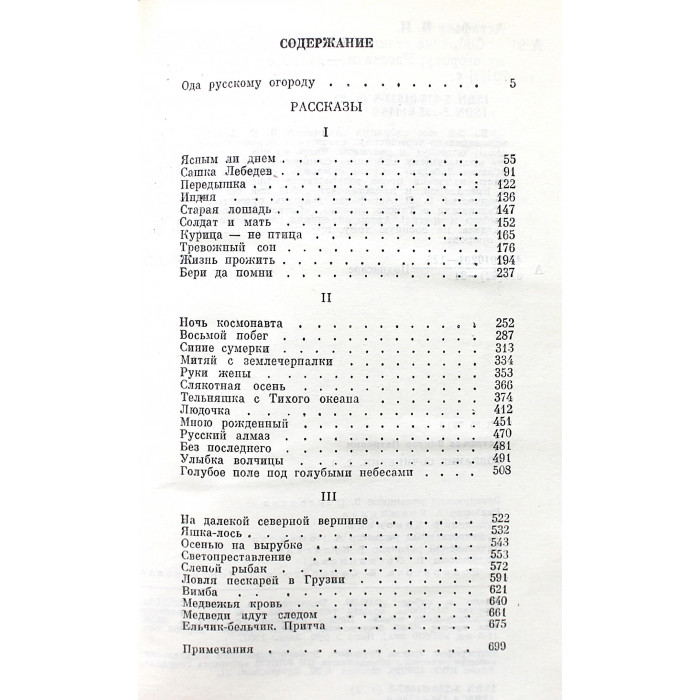 СОДЕРЖАНИЕ
Ода русскому огороду . . . . . . . . . . 5
РАССКАЗЫ
I
Ясным ли днем . . . . . . . . . . . . 55
Сашка Лебедев . . . . . . . . . . . . 91
Передышка . . . . . . . . . . . . 122
Индия . . . . . . . . . . . . . 136
Старая лошадь . . . . . . . . . . . 147
Солдат и мать . . . . . . . . . . . 152
Курица — не птица . . . . . . . . . . 165
Тревожный сон . . . . . . . . . . . 176
Жизнь прожить . . . . . . . . . . . 194
Бери да помни . . . . . . . . . . . 237
II
Ночь космонавта . . . . . . . . . . . 252
Восьмой побег . . . . . . . . . . . 287
Синие сумерки . . . . . . . . . . . 313
Митяй с землечерпалки . . . . . . . . . 334
Руки жены . . . . . . . . . . . . 353
Слякотная осень . . . . . . . . . . . 366
Тельняшка с Тихого океана . . . . . . . . 374
Людочка . . . . . . . . . . . . 412
Мною рожденный . . . . . . . . . . . 451
Русский алмаз . . . . . . . . . . . 470
Без последнего . . . . . . . . . . . 481
Улыбка волчицы . . . . . . . . . . . 491
Голубое поле под голубыми небесами . . . . 508
III
На далекой северной вершине . . . . . . . 522
Яшка-лось . . . . . . . . . . . . 532
Осенью на вырубке . . . . . . . . . . 543
Светопреставление . . . . . . . . . . 553
Слепой рыбак . . . . . . . . . . . 572
Ловля пескарей в Грузии . . . . . . . . 591
Вимба . . . . . . . . . . . . . 621
Медвежья кровь . . . . . . . . . . . 640
Медведи идут следом . . . . . . . . . . 661
Ельчик-бельчик. Притча . . . . . . . . . 675
Примечания . . . . . . . . . . . . 699